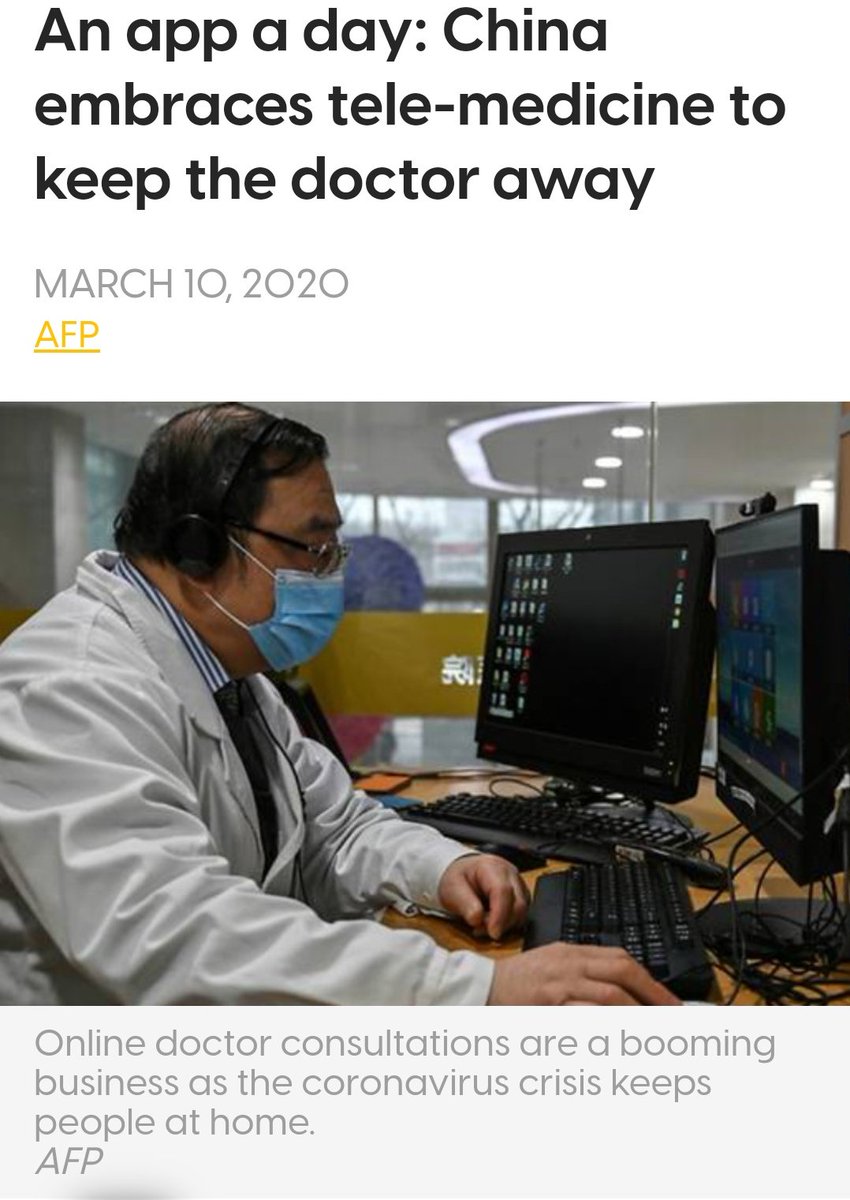 An app a day: China
embraces tele-medicine to
keep the doctor away
MARCH 10, 2020
AFP
Online doctor consultations are a booming
business as the coronavirus crisis keeps
people at home.
AFP